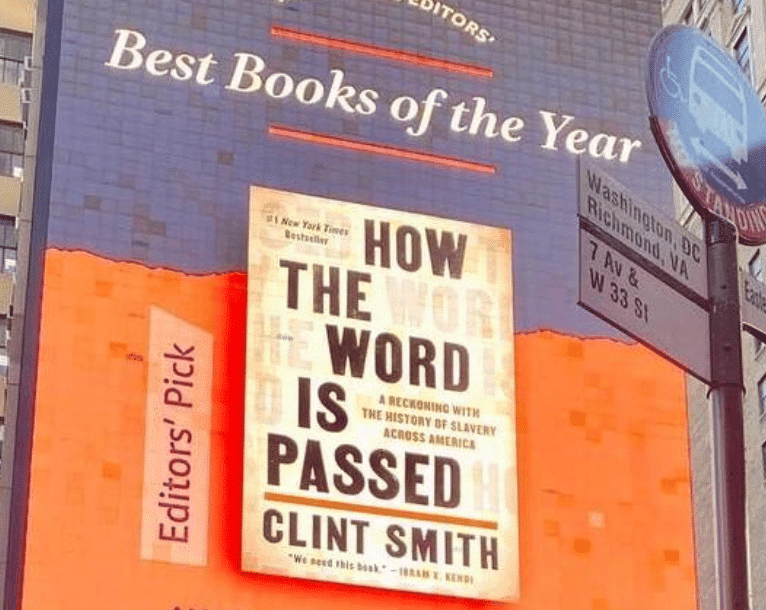 EDITORS'
Best Books of the Year
#1 New York Times
Bestseller
HOW
THE
WORD
IS
PASSED
A RECKONING WITH
THE HISTORY OF SLAVERY
ACROSS AMERICA
CLINT SMITH
"We need this book." —IBRAM X. KENDI
Editors' Pick
Washington, DC
Richmond, VA
7 Av &
W 33 St